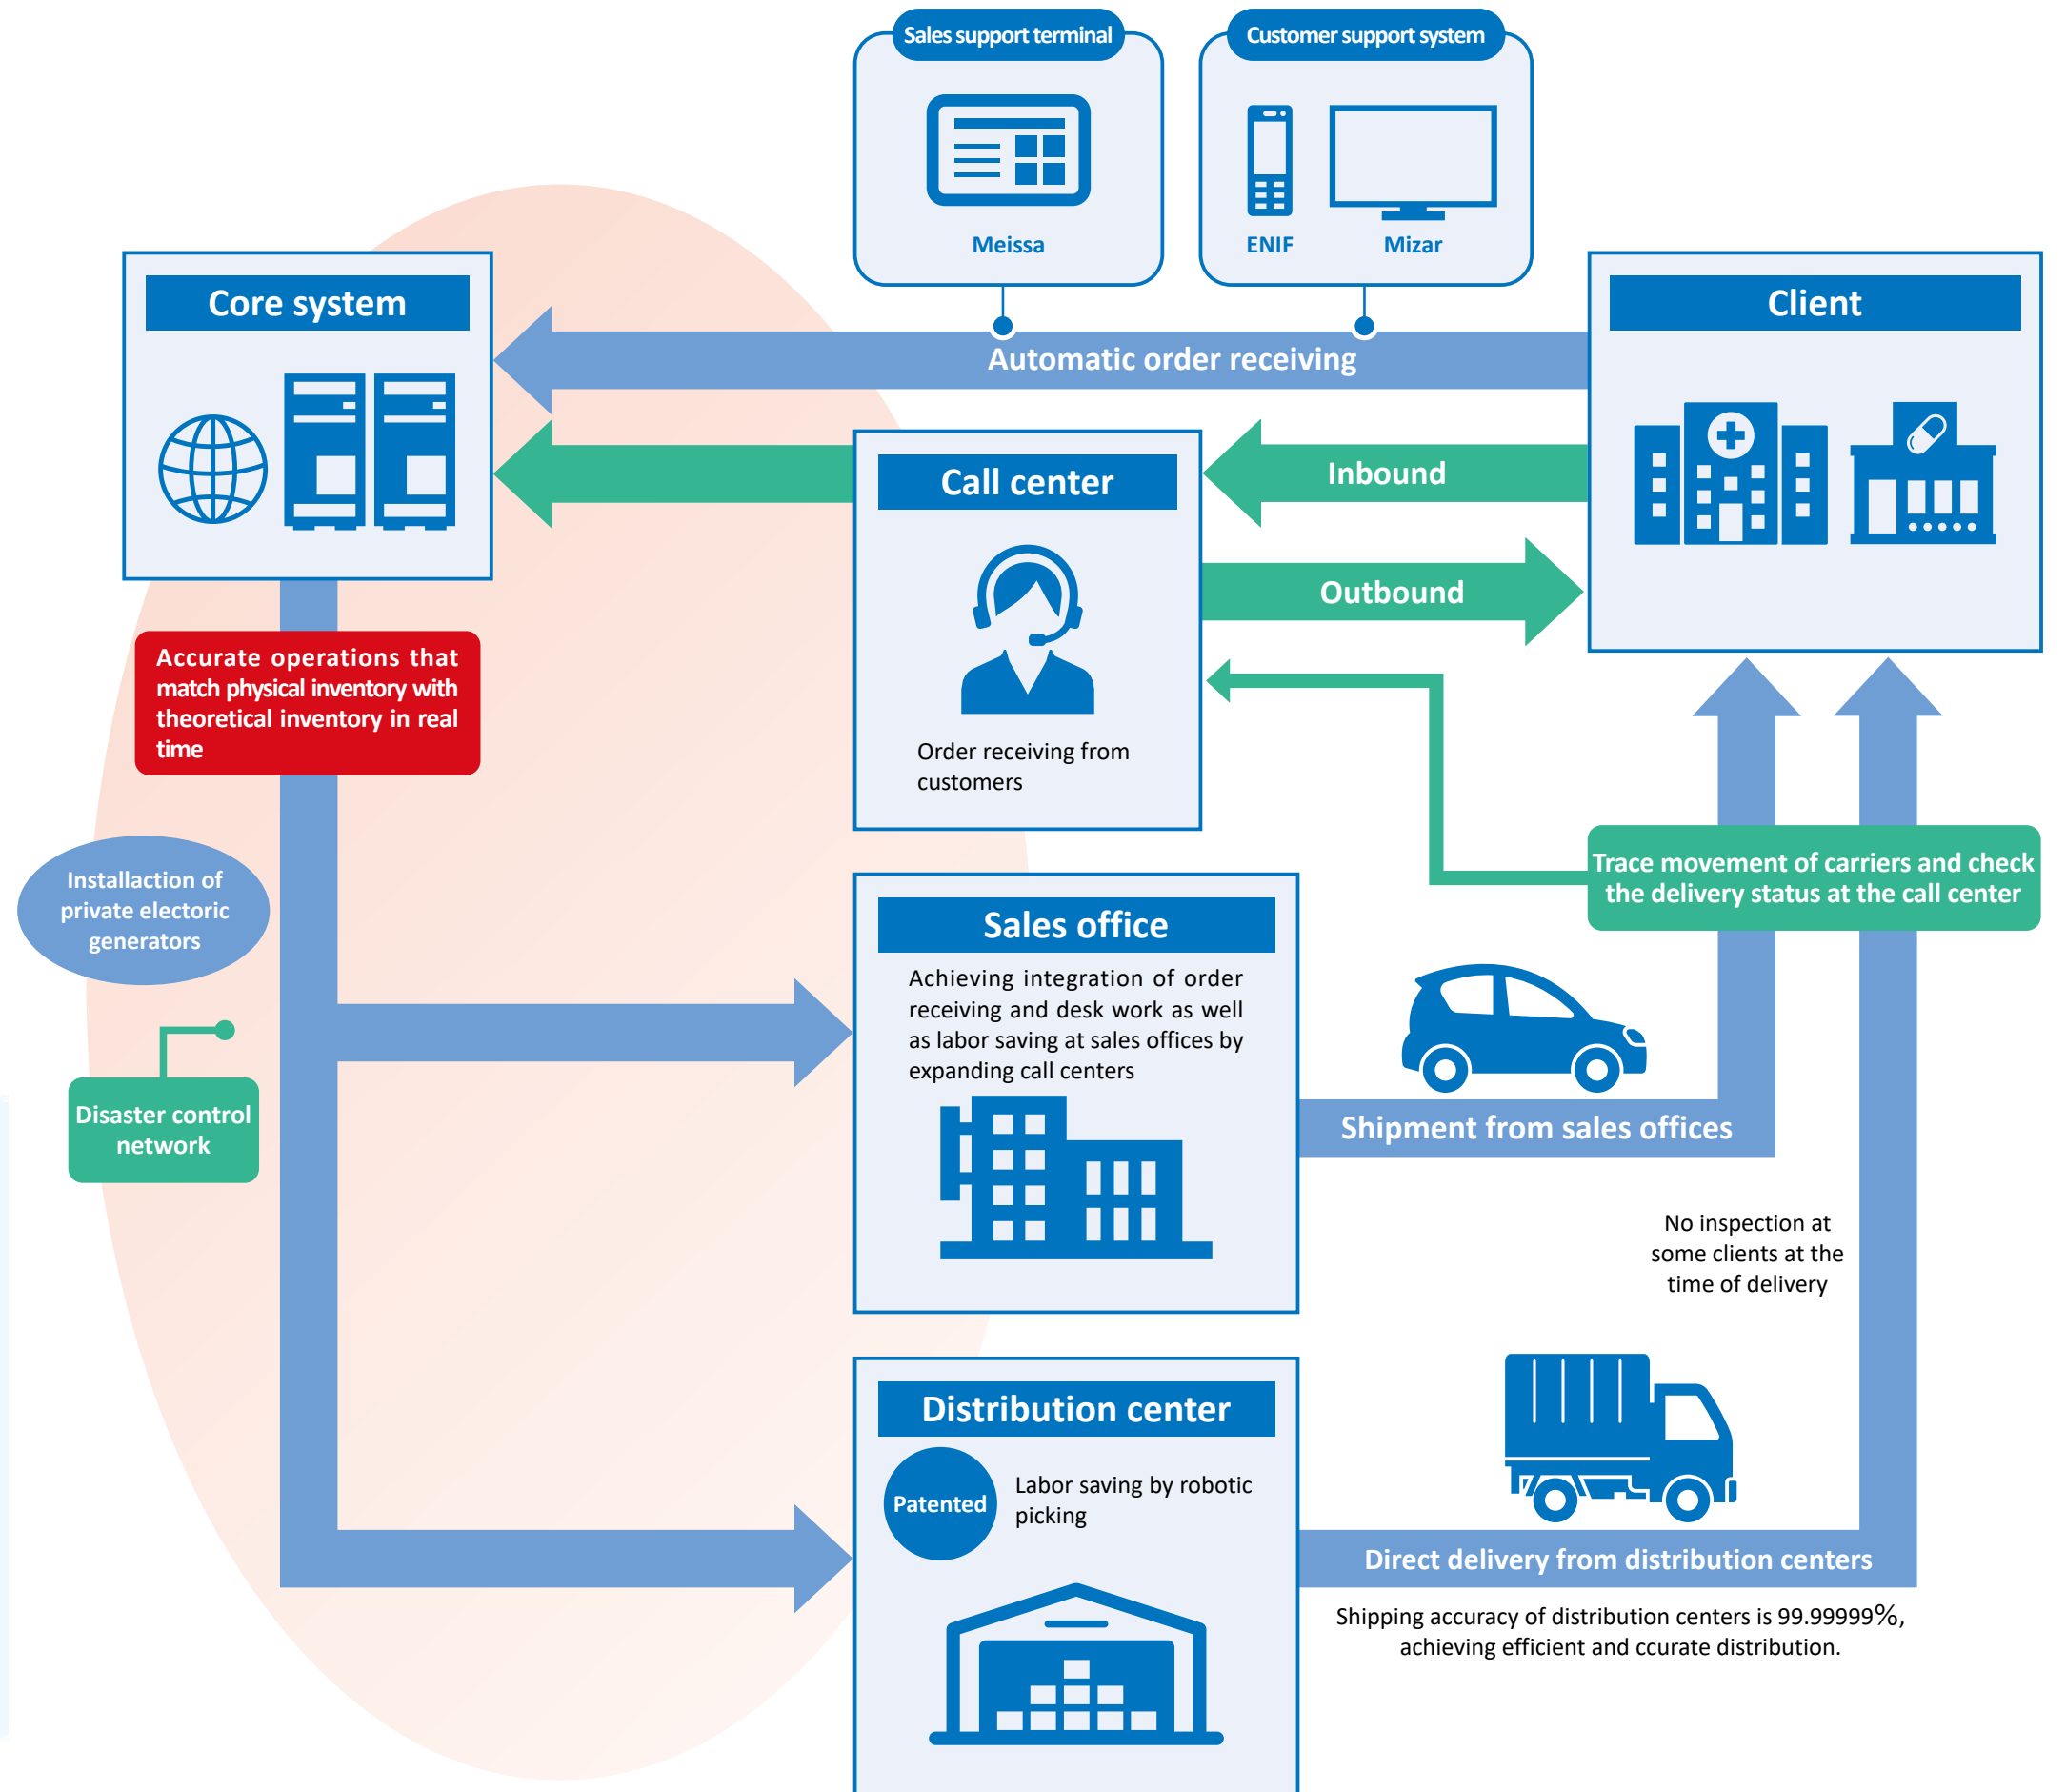 Sales support terminal
Customer support system
Meissa
ENIF
Mizar
Core system
Client
Automatic order receiving
Call center
Inbound
Outbound
Order receiving from
customers
Accurate operations that
match physical inventory with
theoretical inventory in real
time
Installaction of
private electoric
generators
Trace movement of carriers and check
the delivery status at the call center
Sales office
Achieving integration of order
receiving and desk work as well
as labor saving at sales offices by
expanding call centers
Disaster control
network
Shipment from sales offices
No inspection at
some clients at the
time of delivery
Distribution center
Patented
Labor saving by robotic
picking
Direct delivery from distribution centers
Shipping accuracy of distribution centers is 99.99999%,
achieving efficient and ccurate distribution.